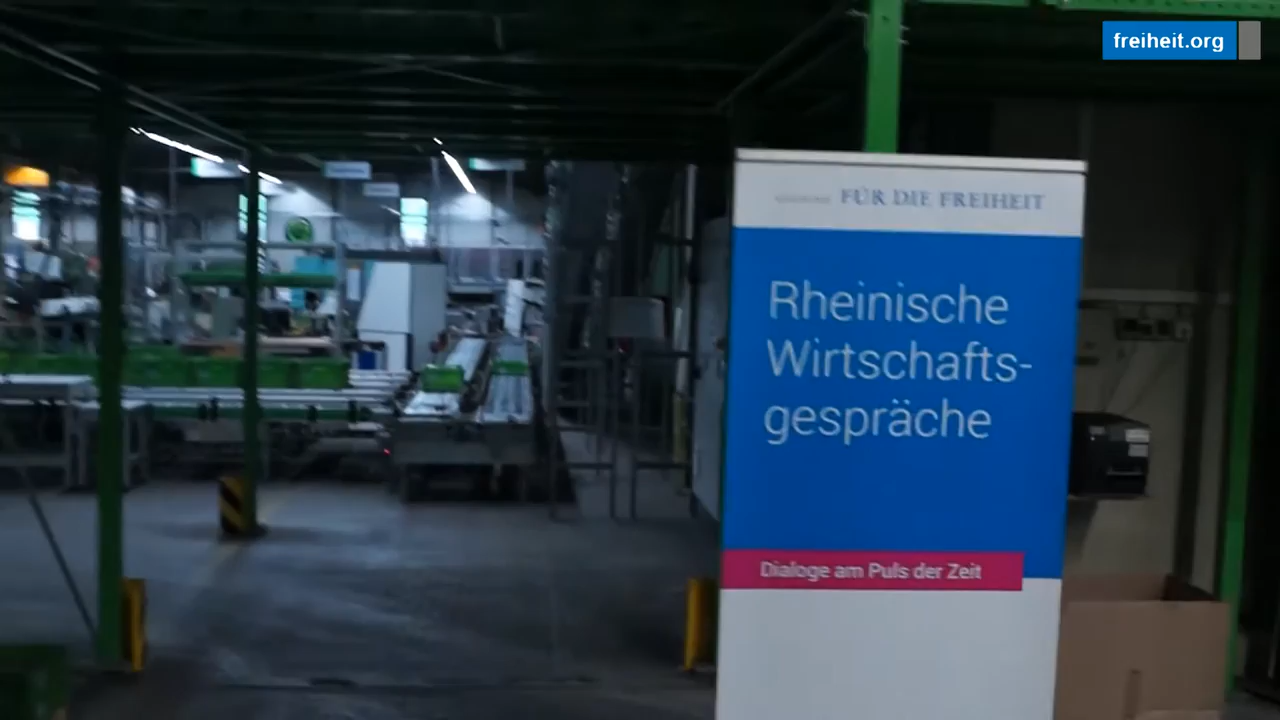 freiheit.org
FÜR DIE FREIHEIT
Rheinische
Wirtschafts-
gespräche
Dialoge am Puls der Zeit